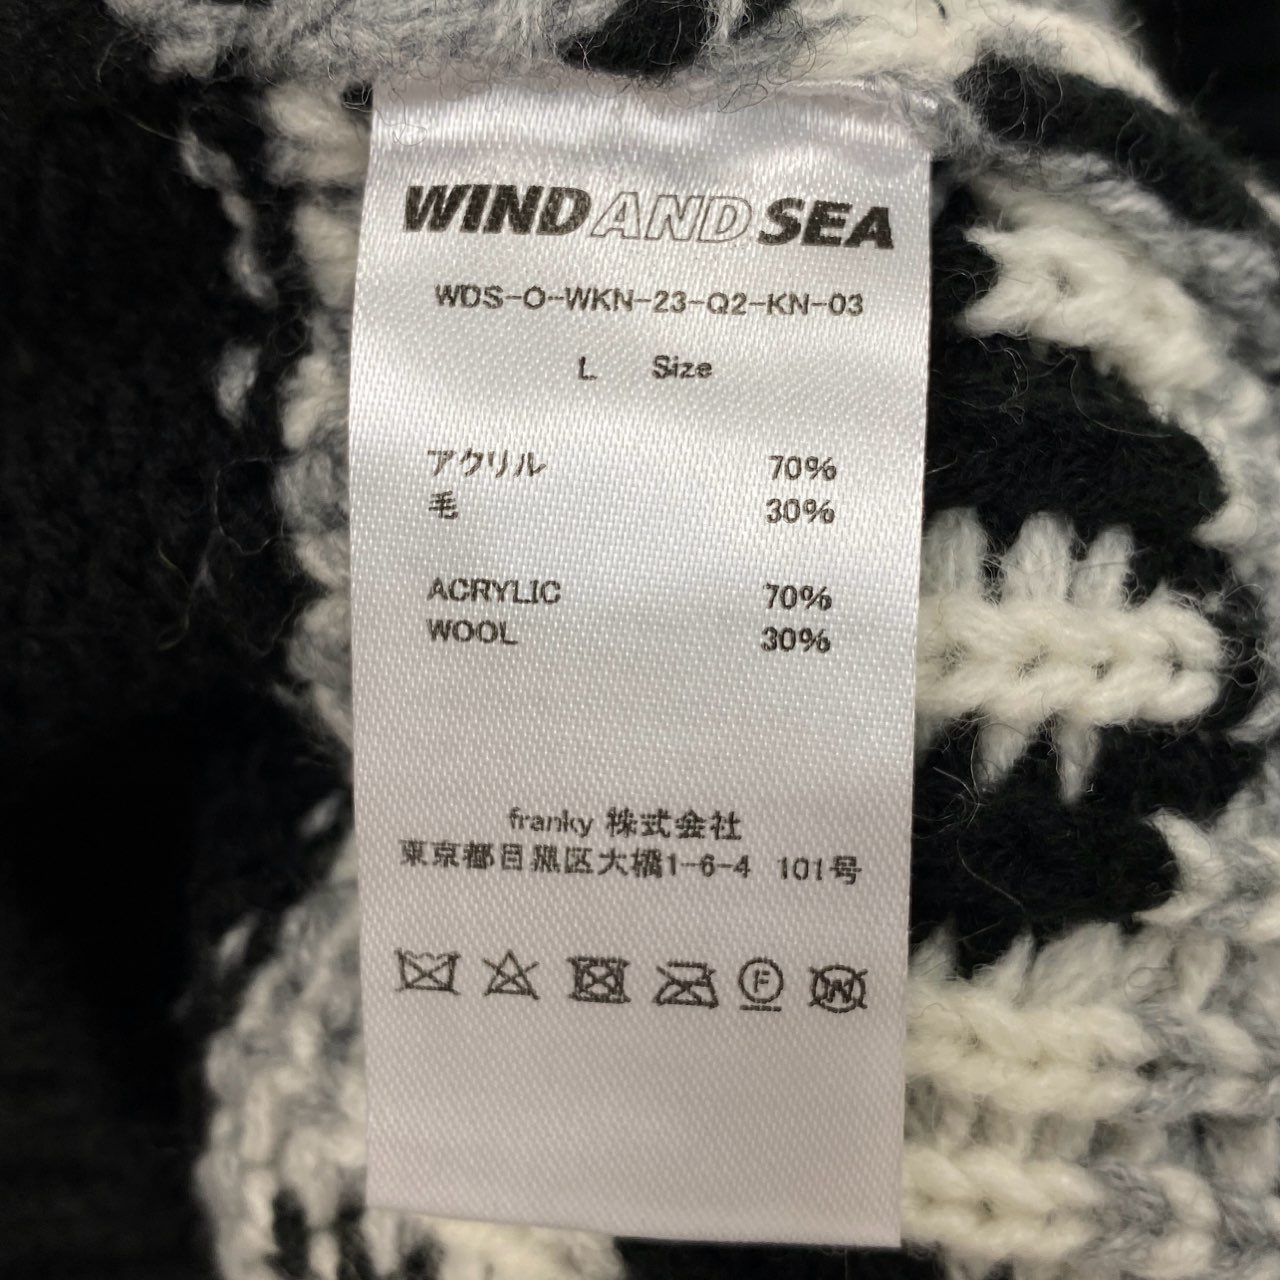 WIND AND SEA
WDS-O-WKN-23-Q2-KN-03
L Size
アクリル 70%
毛 30%
ACRYLIC 70%
WOOL 30%
franky 株式会社
東京都目黒区大橋1-6-4 101号
F
W